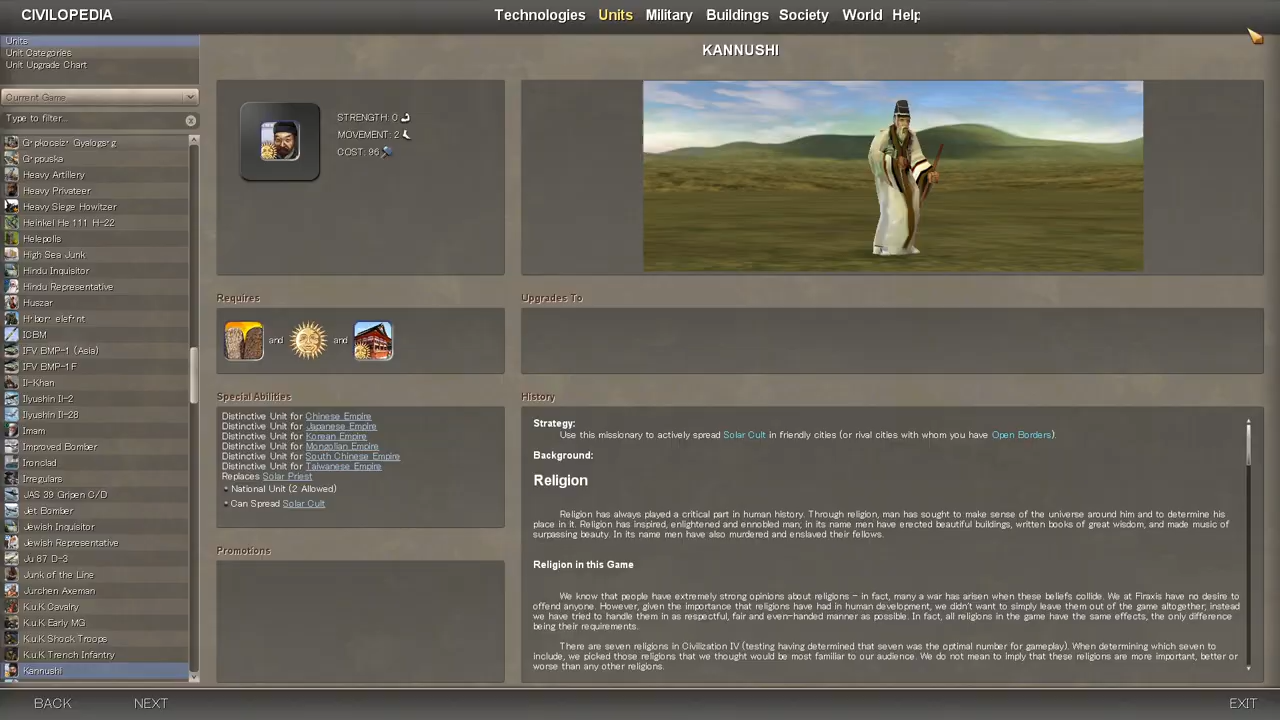 CIVILOPEDIA
Technologies Units Military Buildings Society World Help
Units
Unit Categories
Unit Upgrade Chart
Current Game
Type to filter..
Gruppuska
Heavy Artillery
Heavy Privateer
Heavy Siege Howitzer
Heinkel He 111 H-22
Helepolis
High Sea Junk
Hindu Inquisitor
Hindu Representative
Huszar
ICBM
IFV BMP-1 (Asia)
IFV BMP-1F
Il-Khan
Ilyushin Il-2
Ilyushin Il-28
Imam
Improved Bomber
Ironclad
Irregulars
JAS 39 Gripen C/D
Jet Bomber
Jewish Inquisitor
Jewish Representative
Ju 87 D-3
Junk of the Line
Jurchen Axeman
K.u.K Cavalry
K.u.K Early MG
K.u.K Shock Troops
K.u.K Trench Infantry
Kannushi
KANNUSHI
STRENGTH: 0
MOVEMENT: 2
COST: 96
Requires
and and
Upgrades To
Special Abilities
Distinctive Unit for Chinese Empire
Distinctive Unit for Japanese Empire
Distinctive Unit for Korean Empire
Distinctive Unit for Mongolian Empire
Distinctive Unit for South Chinese Empire
Distinctive Unit for Taiwanese Empire
Replaces Solar Priest
National Unit (2 Allowed)
Can Spread Solar Cult
Promotions
History
Strategy:
Use this missionary to actively spread Solar Cult in friendly cities (or rival cities with whom you have Open Borders).
Background:
Religion
Religion has always played a critical part in human history. Through religion, man has sought to make sense of the universe around him and to determine his
place in it. Religion has inspired, enlightened and ennobled man; in its name men have erected beautiful buildings, written books of great wisdom, and made music of
surpassing beauty. In its name men have also murdered and enslaved their fellows.
Religion in this Game
We know that people have extremely strong opinions about religions - in fact, many a war has arisen when these beliefs collide. We at Firaxis have no desire to
offend anyone. However, given the importance that religions have had in human development, we didn't want to simply leave them out of the game altogether; instead
we have tried to handle them in as respectful, fair and even-handed manner as possible. In fact, all religions in the game have the same effects, the only difference
being their requirements.
There are seven religions in Civilization IV (testing having determined that seven was the optimal number for gameplay). When determining which seven to
include, we picked those religions that we thought would be most familiar to our audience. We do not mean to imply that these religions are more important, better or
worse than any other religions.
BACK NEXT EXIT